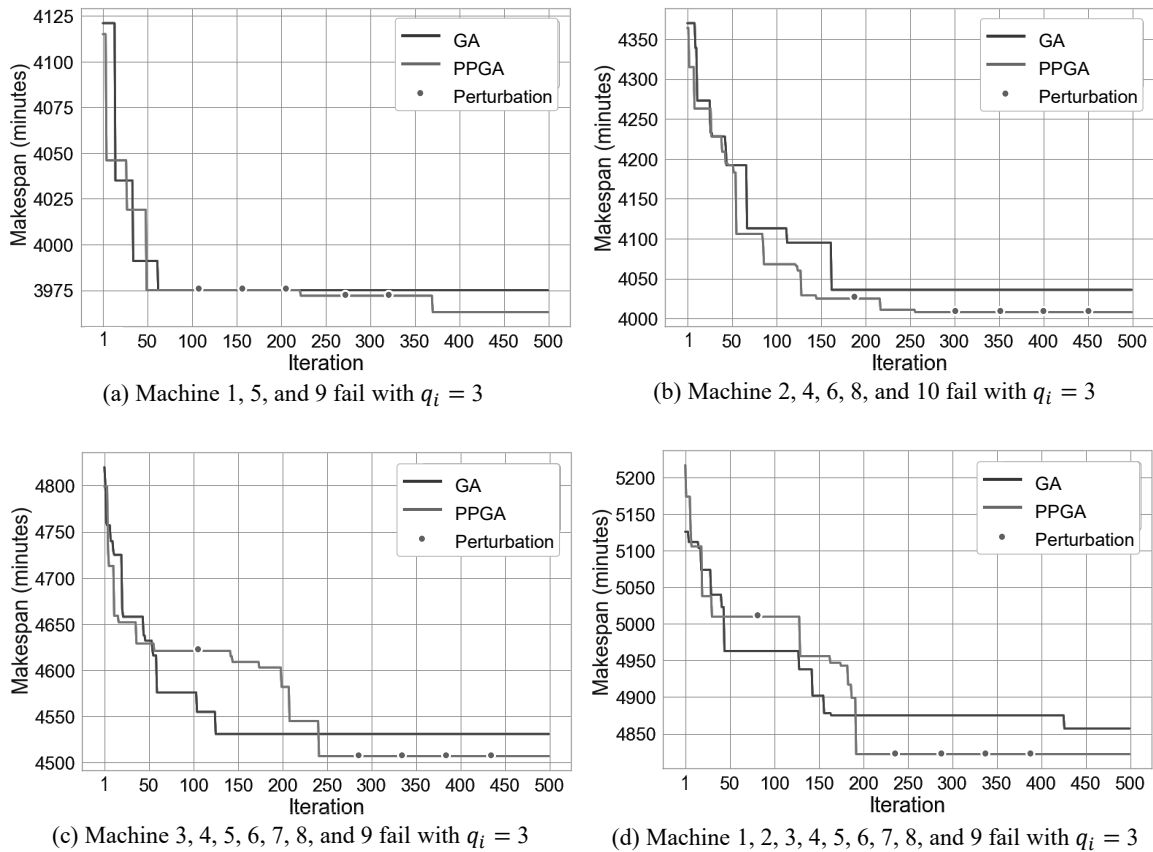 4125
4100
4075
4050
4025
4000
3975
Makespan (minutes)
GA
PPGA
Perturbation
1 50 100 150 200 250 300 350 400 450 500
Iteration
(a) Machine 1, 5, and 9 fail with q_i = 3
4350
4300
4250
4200
4150
4100
4050
4000
Makespan (minutes)
GA
PPGA
Perturbation
1 50 100 150 200 250 300 350 400 450 500
Iteration
(b) Machine 2, 4, 6, 8, and 10 fail with q_i = 3
4800
4750
4700
4650
4600
4550
4500
Makespan (minutes)
GA
PPGA
Perturbation
1 50 100 150 200 250 300 350 400 450 500
Iteration
(c) Machine 3, 4, 5, 6, 7, 8, and 9 fail with q_i = 3
5200
5150
5100
5050
5000
4950
4900
4850
Makespan (minutes)
GA
PPGA
Perturbation
1 50 100 150 200 250 300 350 400 450 500
Iteration
(d) Machine 1, 2, 3, 4, 5, 6, 7, 8, and 9 fail with q_i = 3